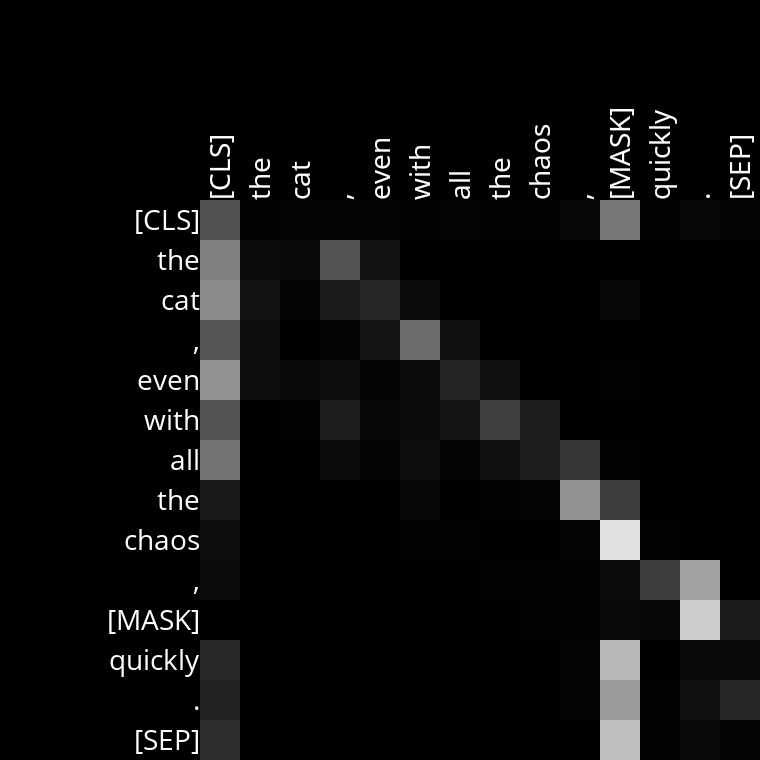 [CLS] the cat , even with all the chaos , [MASK] quickly . [SEP]
[CLS]
the
cat
,
even
with
all
the
chaos
,
[MASK]
quickly
.
[SEP]